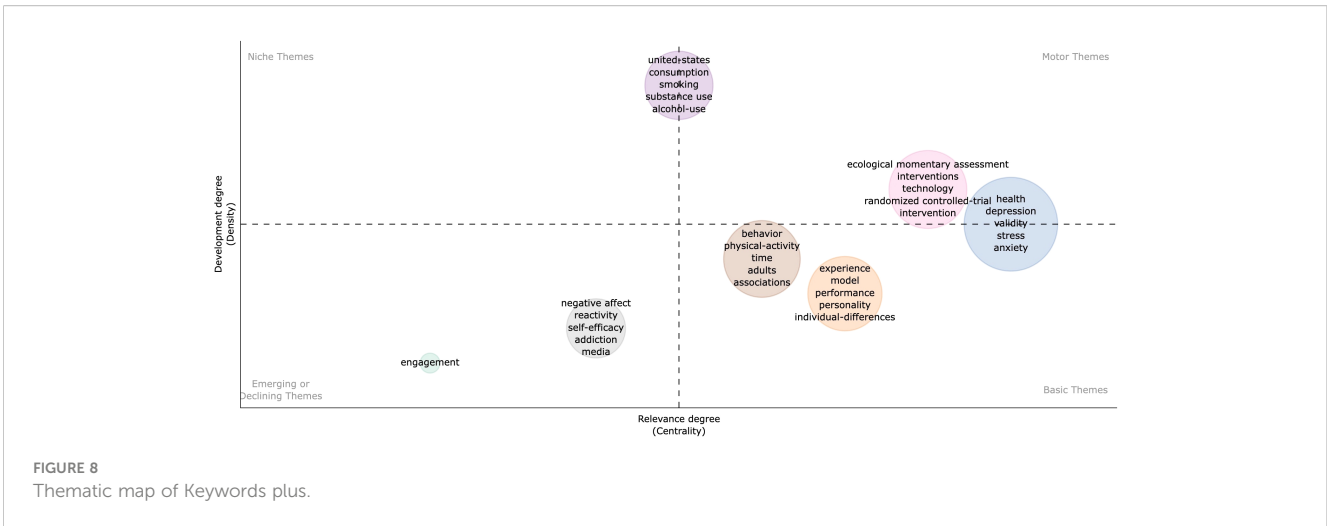 Niche Themes
Motor Themes
united-states
consumption
smoking
substance use
alcohol-use
ecological momentary assessment
interventions
technology
randomized controlled-trial
intervention
health
depression
validity
stress
anxiety
Development degree
(Density)
behavior
physical-activity
time
adults
associations
experience
model
performance
personality
individual-differences
negative affect
reactivity
self-efficacy
addiction
media
engagement
Emerging or
Declining Themes
Basic Themes
Relevance degree
(Centrality)
FIGURE 8
Thematic map of Keywords plus.